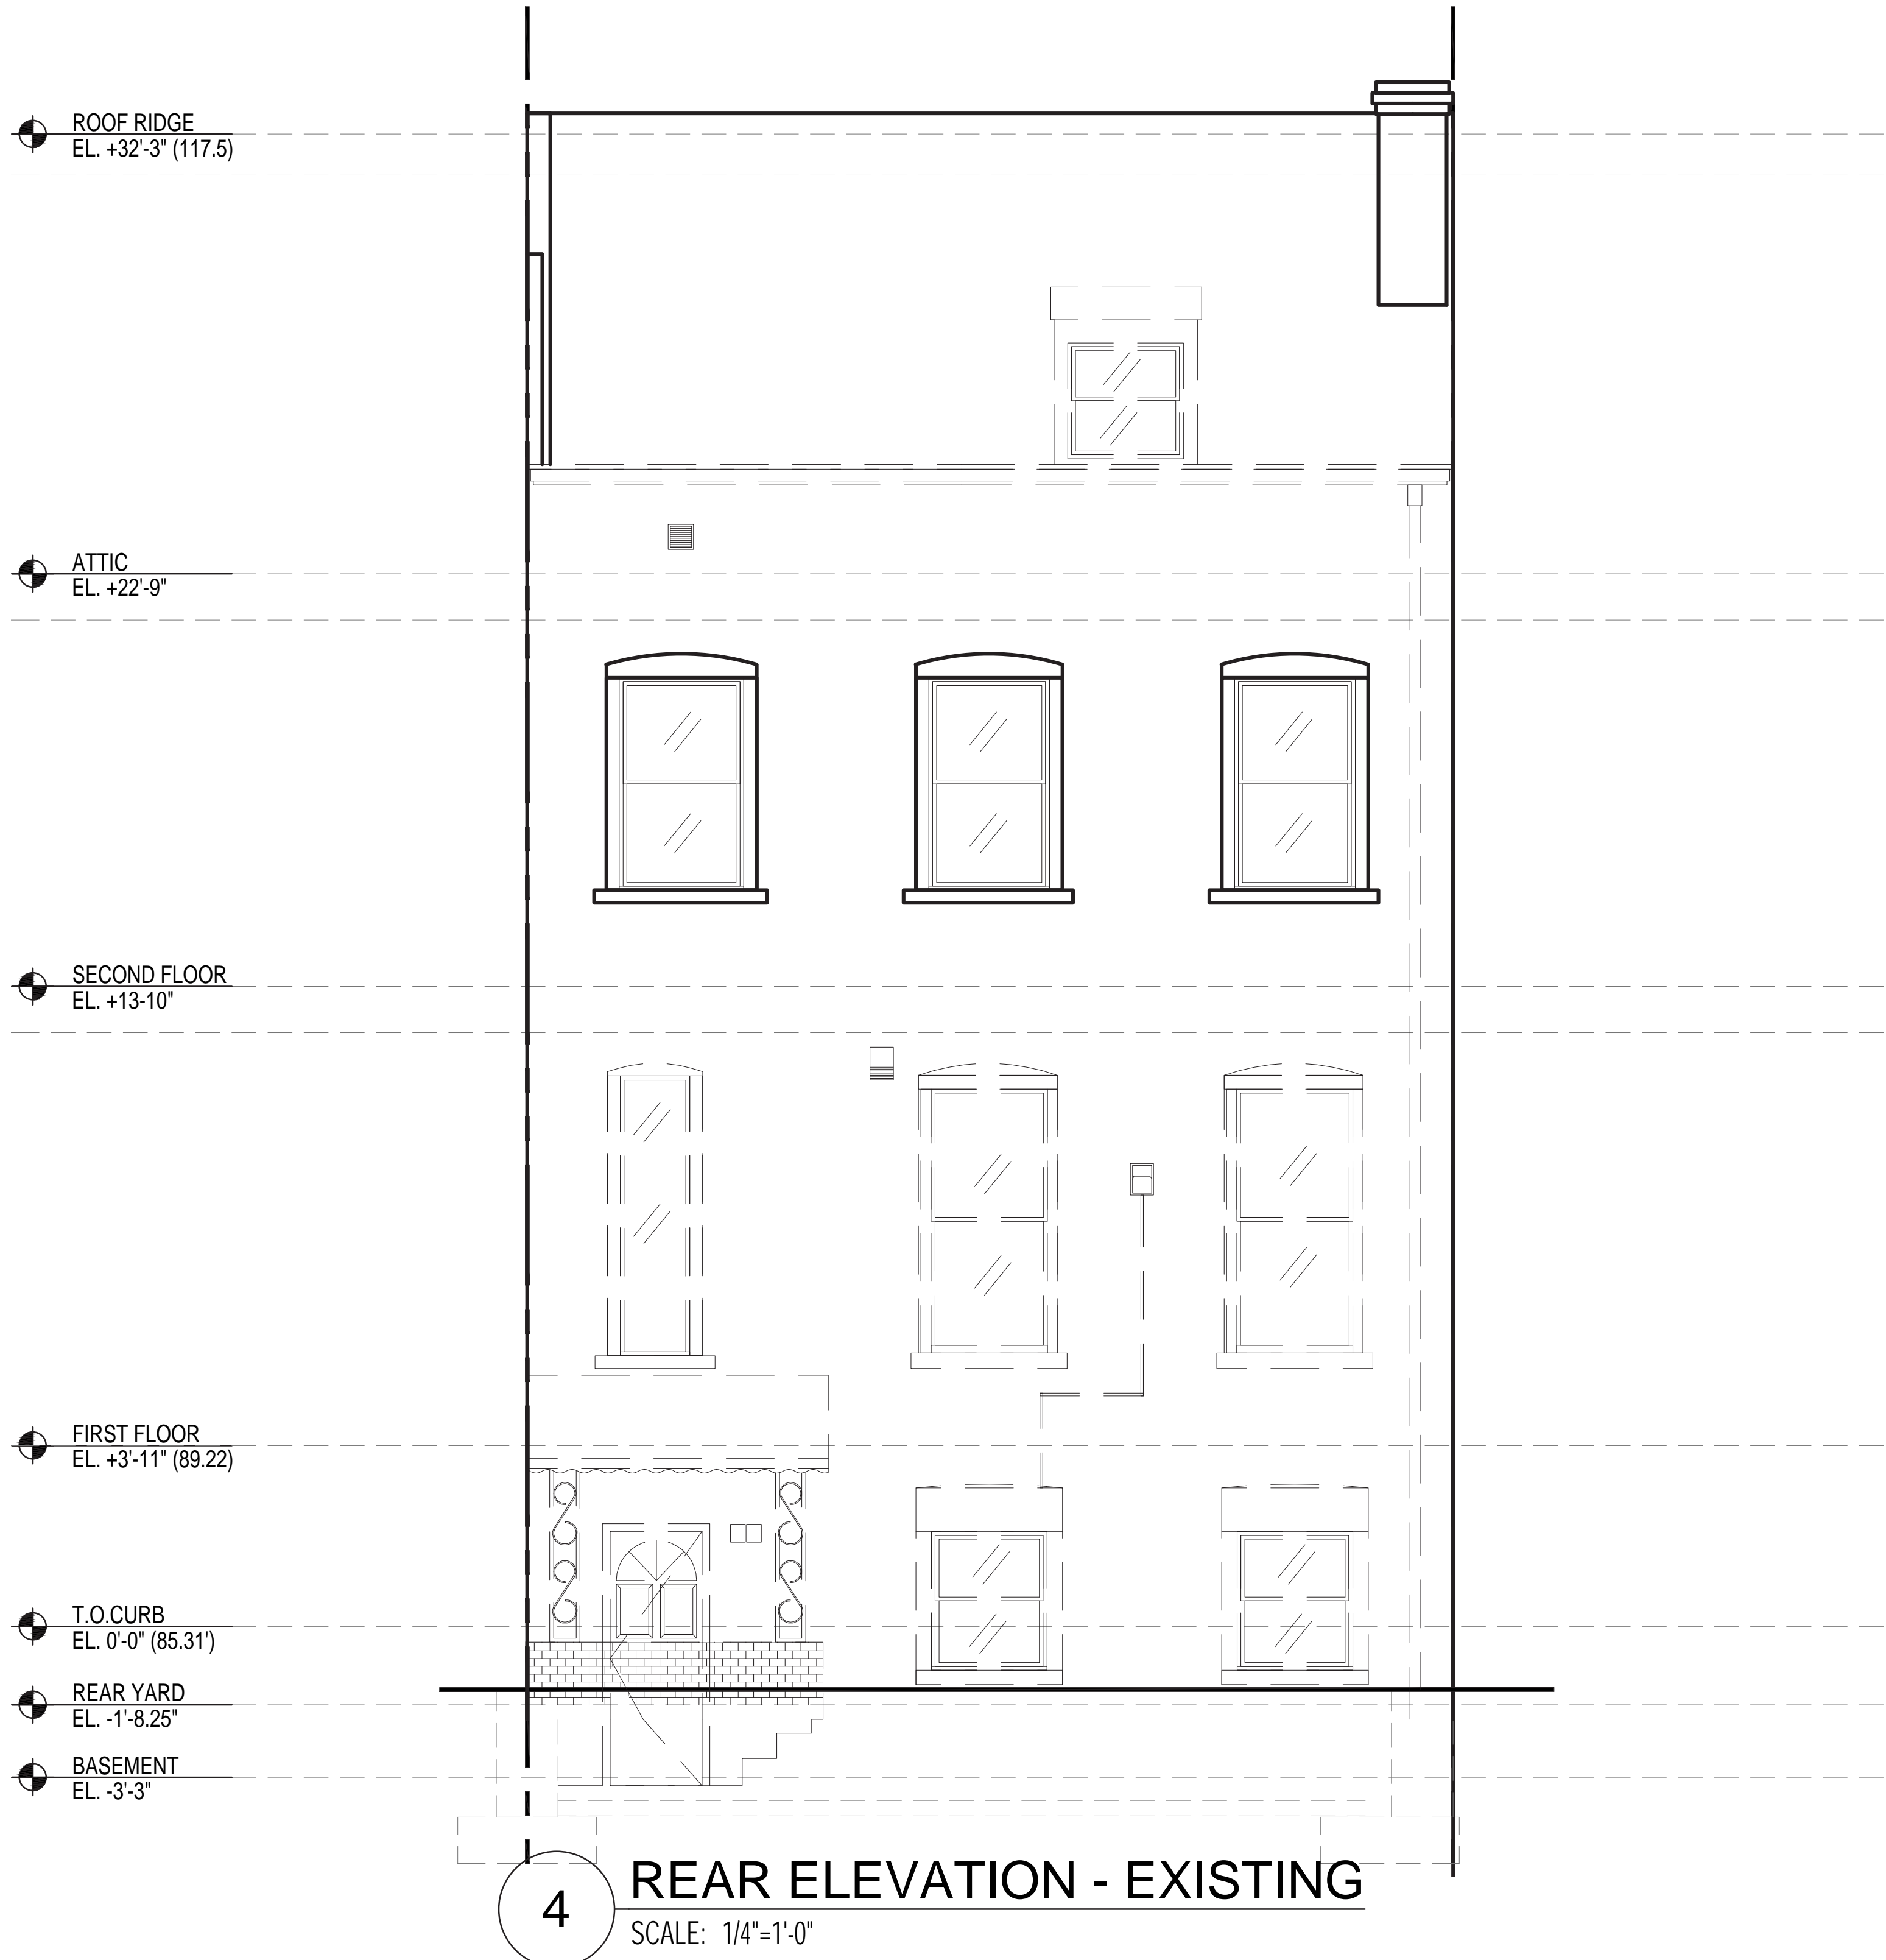 ROOF RIDGE
EL. +32'-3" (117.5)
ATTIC
EL. +22'-9"
SECOND FLOOR
EL. +13-10"
FIRST FLOOR
EL. +3'-11" (89.22)
T.O.CURB
EL. 0'-0" (85.31')
REAR YARD
EL. -1'-8.25"
BASEMENT
EL. -3'-3"
4
REAR ELEVATION - EXISTING
SCALE: 1/4"=1'-0"